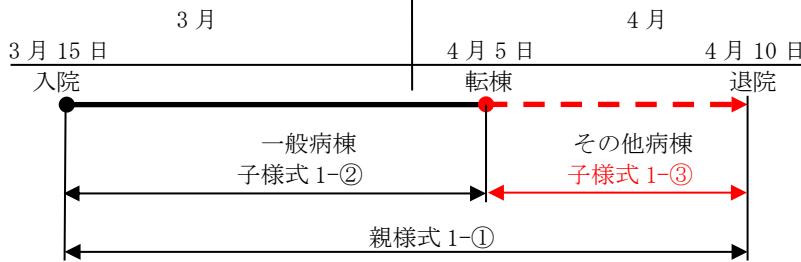 3 月 4 月
3 月 15 日 4 月 5 日 4 月 10 日
入院 転棟 退院
一般病棟 その他病棟
子様式 1-② 子様式 1-③
親様式 1-①